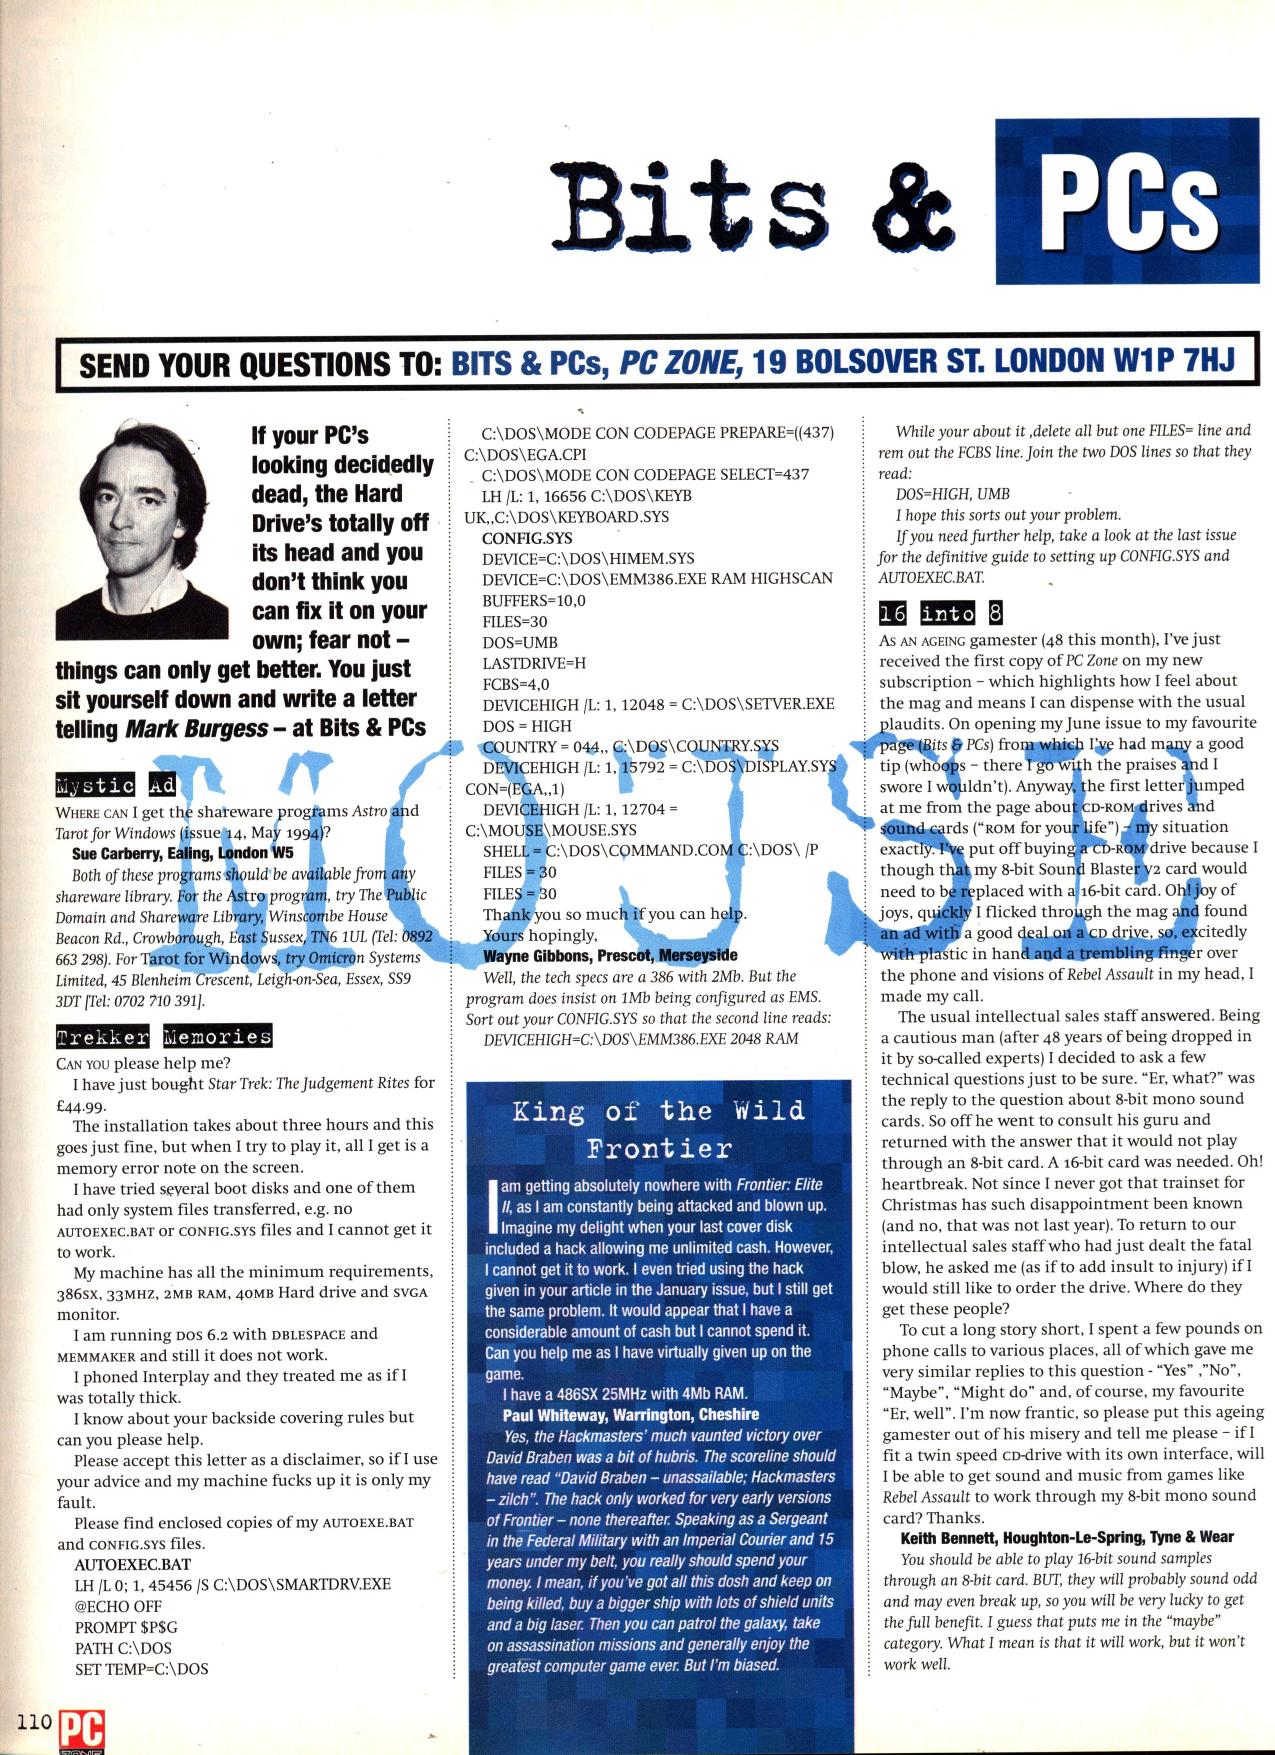 Bits & PCs
SEND YOUR QUESTIONS TO: BITS & PCs, PC ZONE, 19 BOLSOVER ST. LONDON W1P 7HJ
If your PC's
looking decidedly
dead, the Hard
Drive's totally off
its head and you
don't think you
can fix it on your
own; fear not –
things can only get better. You just
sit yourself down and write a letter
telling Mark Burgess – at Bits & PCs
MOUSE
Mystic Ad
WHERE CAN I get the shareware programs Astro and
Tarot for Windows (issue 14, May 1994)?
Sue Carberry, Ealing, London W5
Both of these programs should be available from any
shareware library. For the Astro program, try The Public
Domain and Shareware Library, Winscombe House
Beacon Rd., Crowborough, East Sussex, TN6 1UL (Tel: 0892
663 298). For Tarot for Windows, try Omicron Systems
Limited, 45 Blenheim Crescent, Leigh-on-Sea, Essex, SS9
3DT [Tel: 0702 710 391].
Trekker Memories
CAN YOU please help me?
I have just bought Star Trek: The Judgement Rites for
£44.99.
The installation takes about three hours and this
goes just fine, but when I try to play it, all I get is a
memory error note on the screen.
I have tried several boot disks and one of them
had only system files transferred, e.g. no
AUTOEXEC.BAT or CONFIG.SYS files and I cannot get it
to work.
My machine has all the minimum requirements,
386SX, 33MHZ, 2MB RAM, 40MB Hard drive and SVGA
monitor.
I am running DOS 6.2 with DBLESPACE and
MEMMAKER and still it does not work.
I phoned Interplay and they treated me as if I
was totally thick.
I know about your backside covering rules but
can you please help.
Please accept this letter as a disclaimer, so if I use
your advice and my machine fucks up it is only my
fault.
Please find enclosed copies of my AUTOEXE.BAT
and CONFIG.SYS files.
AUTOEXEC.BAT
LH /L 0; 1, 45456 /S C:\DOS\SMARTDRV.EXE
@ECHO OFF
PROMPT $P$G
PATH C:\DOS
SET TEMP=C:\DOS
C:\DOS\MODE CON CODEPAGE PREPARE=((437)
C:\DOS\EGA.CPI
C:\DOS\MODE CON CODEPAGE SELECT=437
LH /L: 1, 16656 C:\DOS\KEYB
UK,,C:\DOS\KEYBOARD.SYS
CONFIG.SYS
DEVICE=C:\DOS\HIMEM.SYS
DEVICE=C:\DOS\EMM386.EXE RAM HIGHSCAN
BUFFERS=10,0
FILES=30
DOS=UMB
LASTDRIVE=H
FCBS=4,0
DEVICEHIGH /L: 1, 12048 = C:\DOS\SETVER.EXE
DOS = HIGH
COUNTRY = 044,, C:\DOS\COUNTRY.SYS
DEVICEHIGH /L: 1, 15792 = C:\DOS\DISPLAY.SYS
CON=(EGA,,1)
DEVICEHIGH /L: 1, 12704 =
C:\MOUSE\MOUSE.SYS
SHELL = C:\DOS\COMMAND.COM C:\DOS\ /P
FILES = 30
FILES = 30
Thank you so much if you can help.
Yours hopingly,
Wayne Gibbons, Prescot, Merseyside
Well, the tech specs are a 386 with 2Mb. But the
program does insist on 1Mb being configured as EMS.
Sort out your CONFIG.SYS so that the second line reads:
DEVICEHIGH=C:\DOS\EMM386.EXE 2048 RAM
King of the Wild
Frontier
I am getting absolutely nowhere with Frontier: Elite
II, as I am constantly being attacked and blown up.
Imagine my delight when your last cover disk
included a hack allowing me unlimited cash. However,
I cannot get it to work. I even tried using the hack
given in your article in the January issue, but I still get
the same problem. It would appear that I have a
considerable amount of cash but I cannot spend it.
Can you help me as I have virtually given up on the
game.
I have a 486SX 25MHz with 4Mb RAM.
Paul Whiteway, Warrington, Cheshire
Yes, the Hackmasters' much vaunted victory over
David Braben was a bit of hubris. The scoreline should
have read "David Braben – unassailable; Hackmasters
– zilch". The hack only worked for very early versions
of Frontier – none thereafter. Speaking as a Sergeant
in the Federal Military with an Imperial Courier and 15
years under my belt, you really should spend your
money. I mean, if you've got all this dosh and keep on
being killed, buy a bigger ship with lots of shield units
and a big laser. Then you can patrol the galaxy, take
on assassination missions and generally enjoy the
greatest computer game ever. But I'm biased.
While your about it ,delete all but one FILES= line and
rem out the FCBS line. Join the two DOS lines so that they
read:
DOS=HIGH, UMB
I hope this sorts out your problem.
If you need further help, take a look at the last issue
for the definitive guide to setting up CONFIG.SYS and
AUTOEXEC.BAT.
16 into 8
AS AN AGEING gamester (48 this month), I've just
received the first copy of PC Zone on my new
subscription – which highlights how I feel about
the mag and means I can dispense with the usual
plaudits. On opening my June issue to my favourite
page (Bits & PCs) from which I've had many a good
tip (whoops – there I go with the praises and I
swore I wouldn't). Anyway, the first letter jumped
at me from the page about CD-ROM drives and
sound cards ("ROM for your life") – my situation
exactly. I've put off buying a CD-ROM drive because I
though that my 8-bit Sound Blaster V2 card would
need to be replaced with a 16-bit card. Oh! joy of
joys, quickly I flicked through the mag and found
an ad with a good deal on a CD drive, so, excitedly
with plastic in hand and a trembling finger over
the phone and visions of Rebel Assault in my head, I
made my call.
The usual intellectual sales staff answered. Being
a cautious man (after 48 years of being dropped in
it by so-called experts) I decided to ask a few
technical questions just to be sure. "Er, what?" was
the reply to the question about 8-bit mono sound
cards. So off he went to consult his guru and
returned with the answer that it would not play
through an 8-bit card. A 16-bit card was needed. Oh!
heartbreak. Not since I never got that trainset for
Christmas has such disappointment been known
(and no, that was not last year). To return to our
intellectual sales staff who had just dealt the fatal
blow, he asked me (as if to add insult to injury) if I
would still like to order the drive. Where do they
get these people?
To cut a long story short, I spent a few pounds on
phone calls to various places, all of which gave me
very similar replies to this question - "Yes" ,"No",
"Maybe", "Might do" and, of course, my favourite
"Er, well". I'm now frantic, so please put this ageing
gamester out of his misery and tell me please – if I
fit a twin speed CD-drive with its own interface, will
I be able to get sound and music from games like
Rebel Assault to work through my 8-bit mono sound
card? Thanks.
Keith Bennett, Houghton-Le-Spring, Tyne & Wear
You should be able to play 16-bit sound samples
through an 8-bit card. BUT, they will probably sound odd
and may even break up, so you will be very lucky to get
the full benefit. I guess that puts me in the "maybe"
category. What I mean is that it will work, but it won't
work well.
110 PC
ZONE